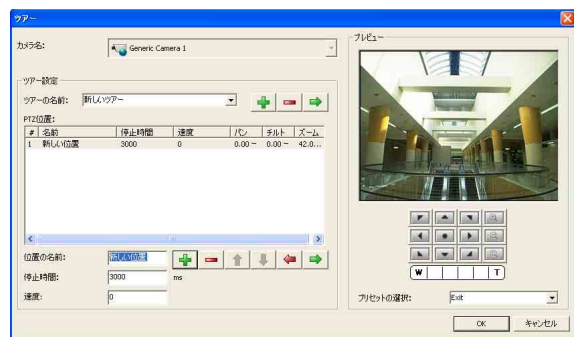 ツアー
カメラ名: Generic Camera 1
ツアー設定
ツアーの名前: 新しいツアー
PTZ位置:
# 名前 停止時間 速度 パン チルト ズーム
1 新しい位置 3000 0 0.00 ~ 0.00 ~ 42.0...
位置の名前: 新しい位置
停止時間: 3000 ms
速度: 0
プレビュー
W T
プリセットの選択: Exit
OK キャンセル